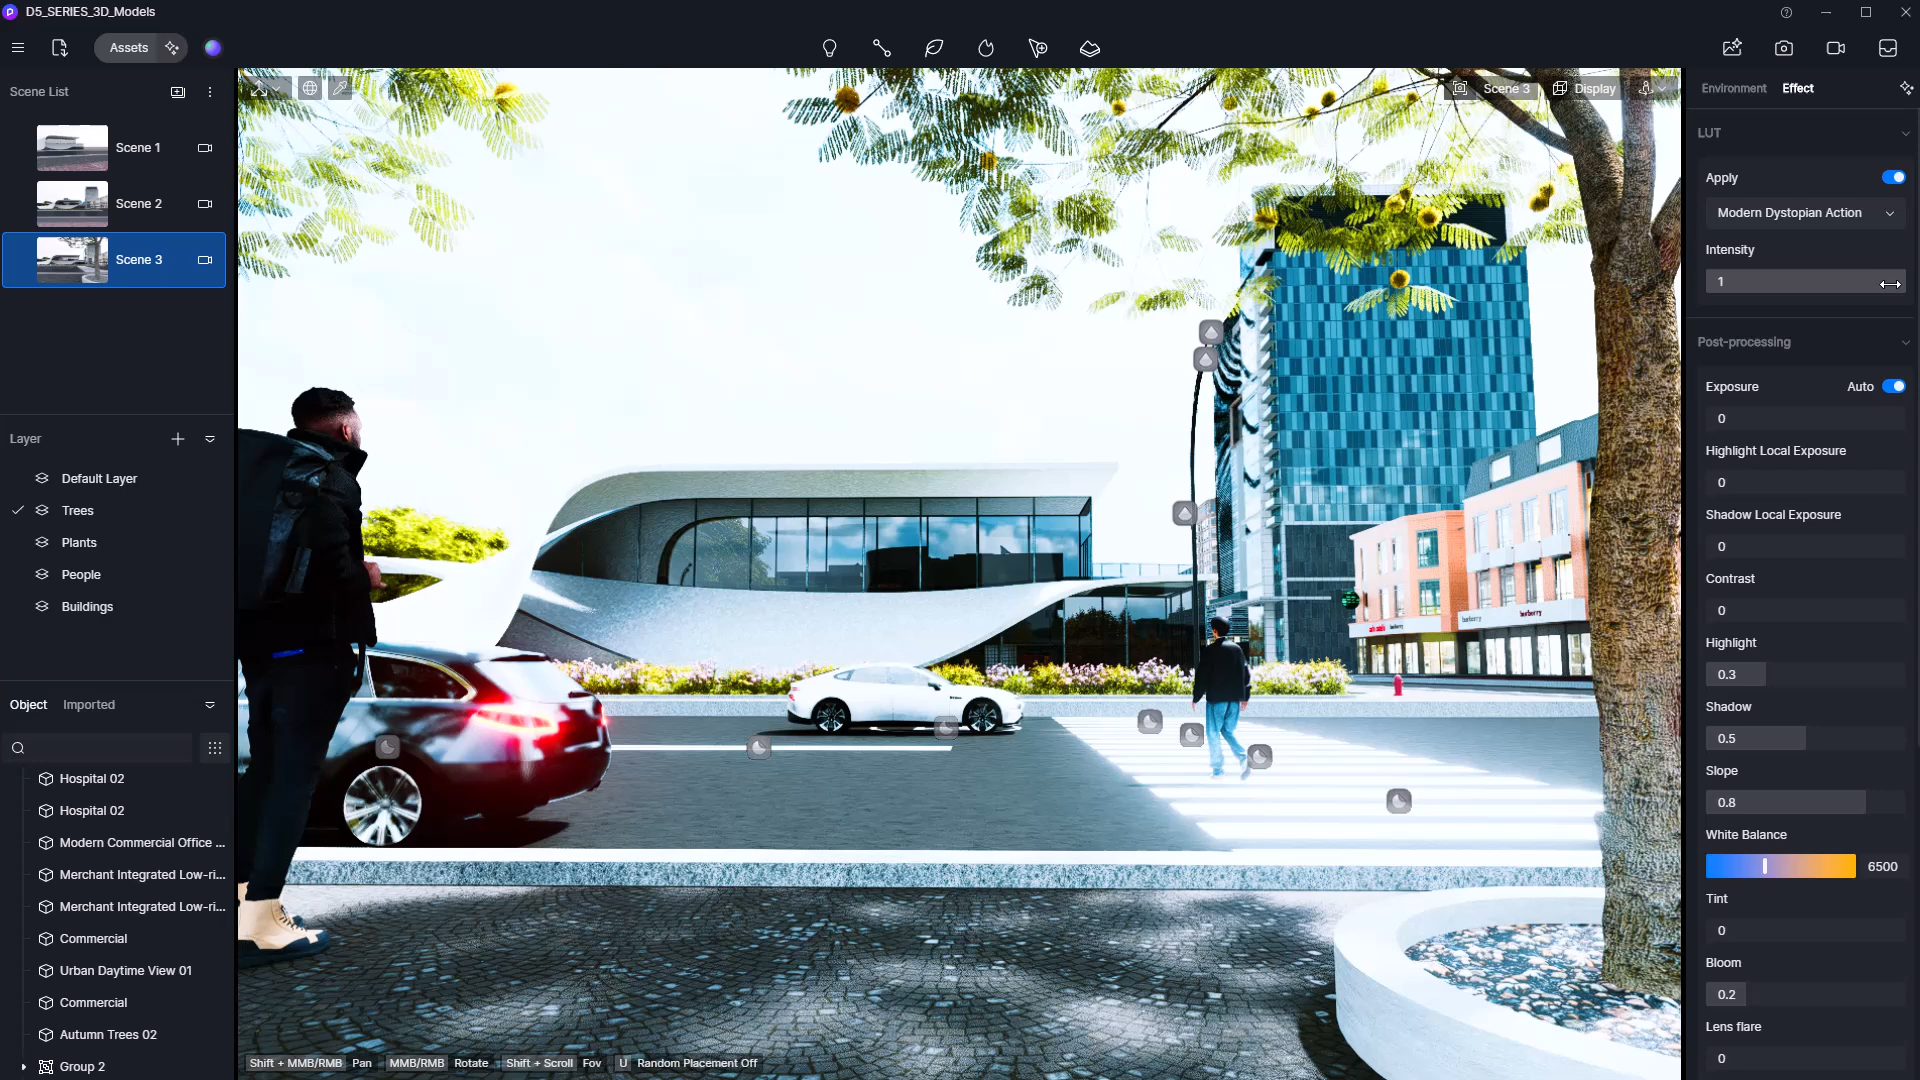 D5_SERIES_3D_Models
Assets
Scene List
Scene 1
Scene 2
Scene 3
Layer
Default Layer
Trees
Plants
People
Buildings
Object Imported
Hospital 02
Hospital 02
Modern Commercial Office ...
Merchant Integrated Low-ri...
Merchant Integrated Low-ri...
Commercial
Urban Daytime View 01
Commercial
Autumn Trees 02
Group 2
Scene 3 Display
burberry
Shift + MMB/RMB Pan MMB/RMB Rotate Shift + Scroll Fov U Random Placement Off
Environment Effect
LUT
Apply
Modern Dystopian Action
Intensity
1
Post-processing
Exposure Auto
0
Highlight Local Exposure
0
Shadow Local Exposure
0
Contrast
0
Highlight
0.3
Shadow
0.5
Slope
0.8
White Balance
6500
Tint
0
Bloom
0.2
Lens flare
0